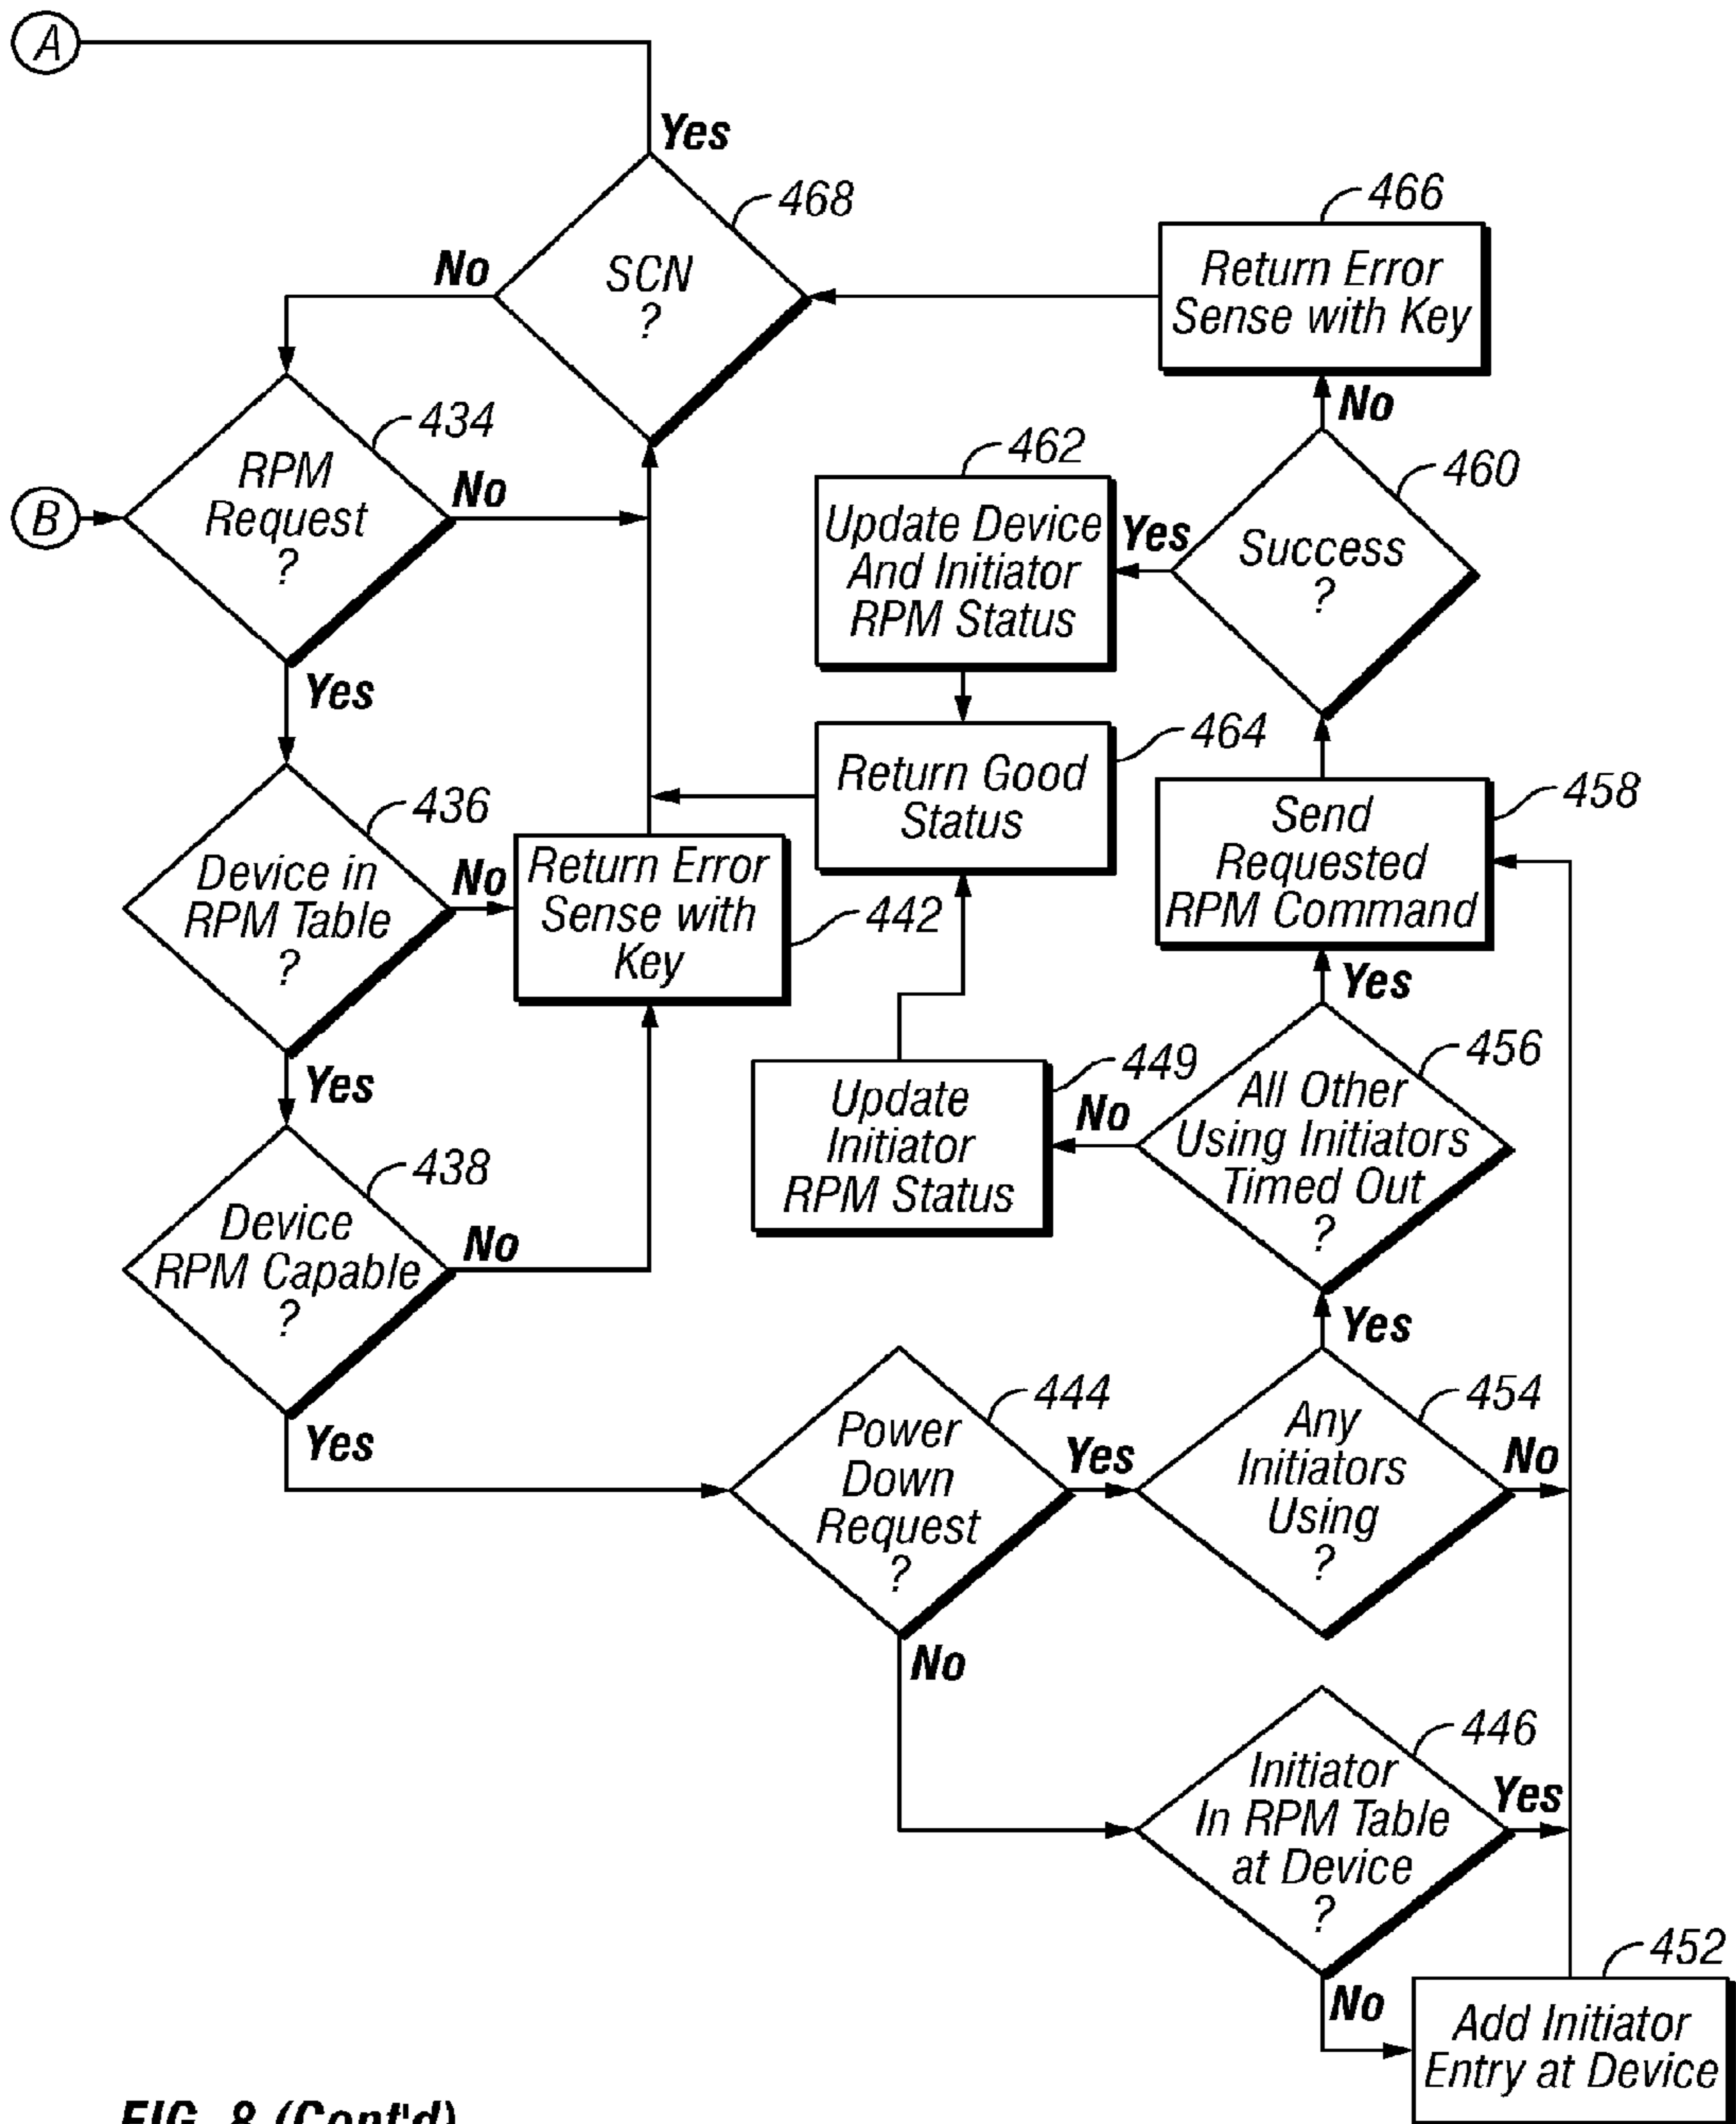 A
Yes
468
SCN
?
No
466
Return Error
Sense with Key
No
434
RPM
Request
?
No
B
Yes
462
Update Device
And Initiator
RPM Status
Yes
460
Success
?
436
Device in
RPM Table
?
No
Yes
464
Return Good
Status
458
Send
Requested
RPM Command
Return Error
Sense with
Key
442
Yes
438
Device
RPM Capable
?
No
Yes
449
Update
Initiator
RPM Status
No
456
All Other
Using Initiators
Timed Out
?
Yes
444
Power
Down
Request
?
Yes
No
454
Any
Initiators
Using
?
No
446
Initiator
In RPM Table
at Device
?
Yes
No
452
Add Initiator
Entry at Device
FIG. 8 (Cont'd)